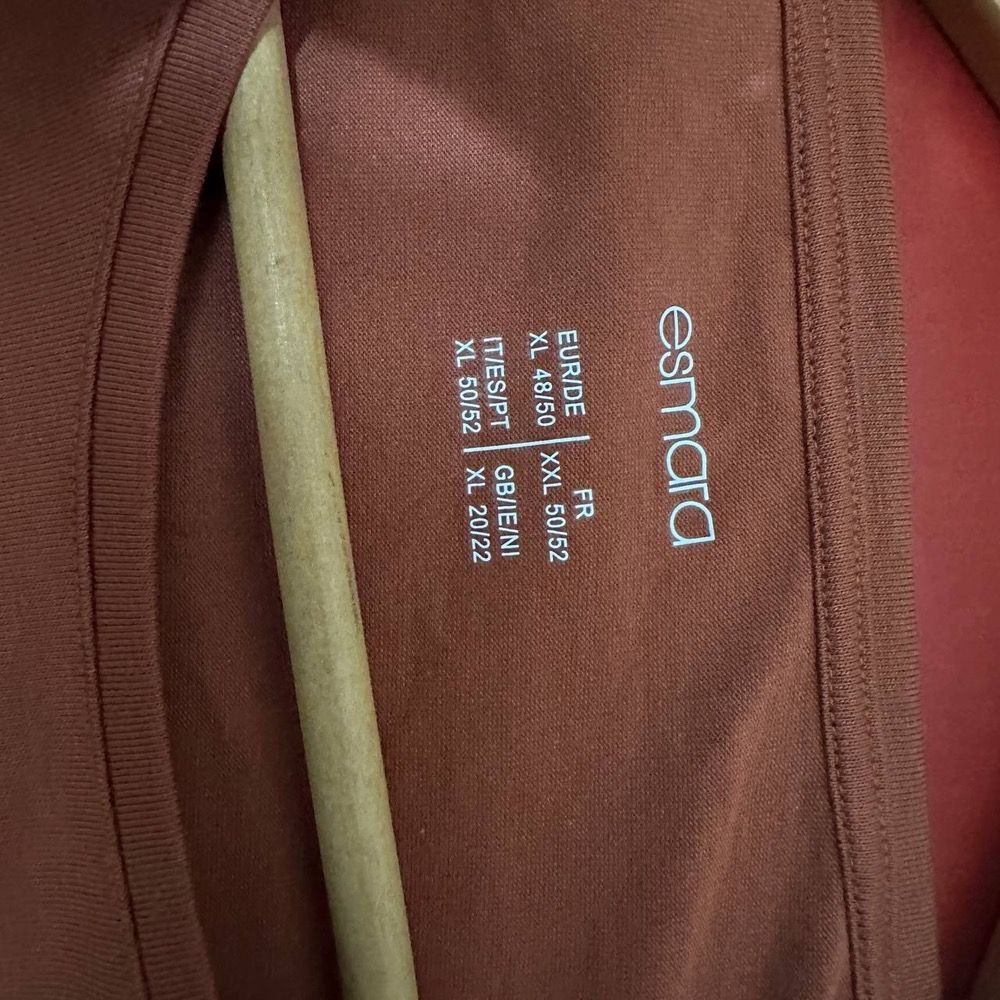 esmara
EUR/DE FR
XL 48/50 XXL 50/52
IT/ES/PT GB/IE/NI
XL 50/52 XL 20/22